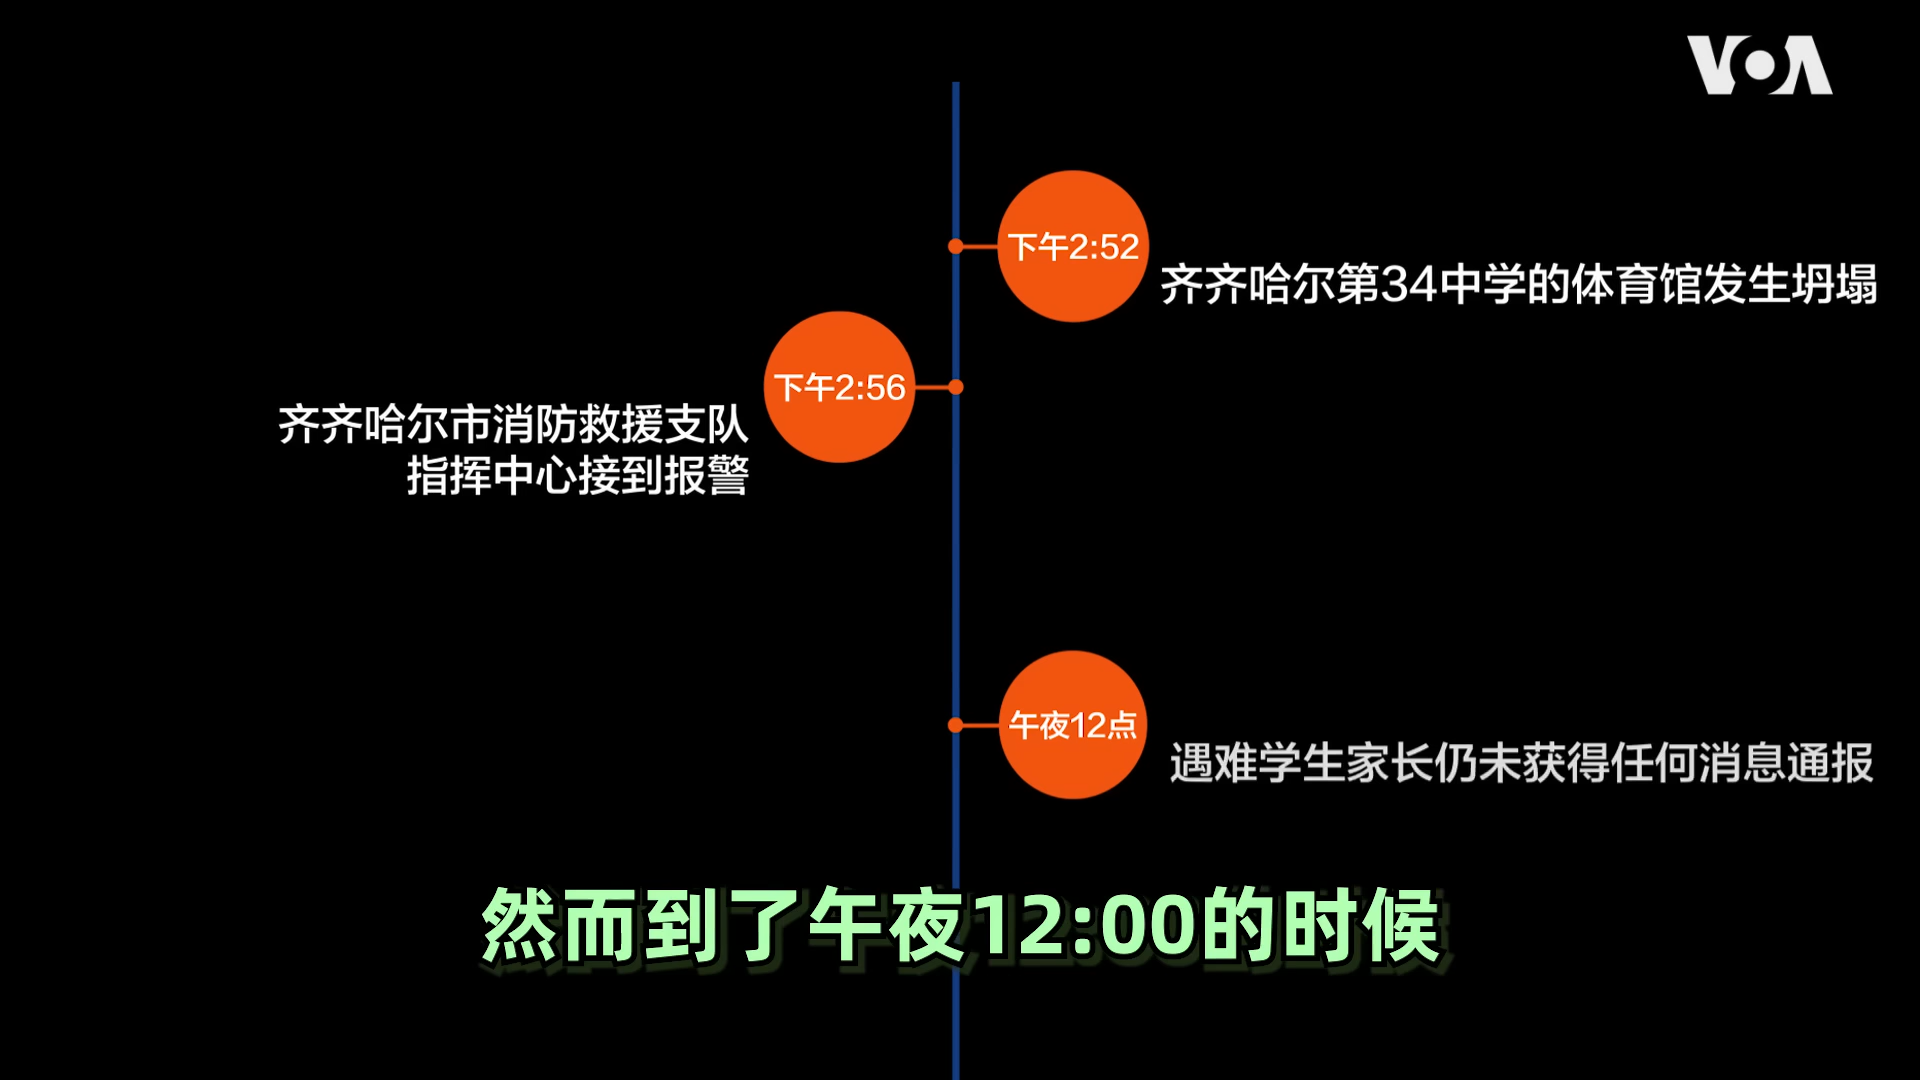 VOA
下午2:52
齐齐哈尔第34中学的体育馆发生坍塌
下午2:56
齐齐哈尔市消防救援支队
指挥中心接到报警
午夜12点
遇难学生家长仍未获得任何消息通报
然而到了午夜12:00的时候